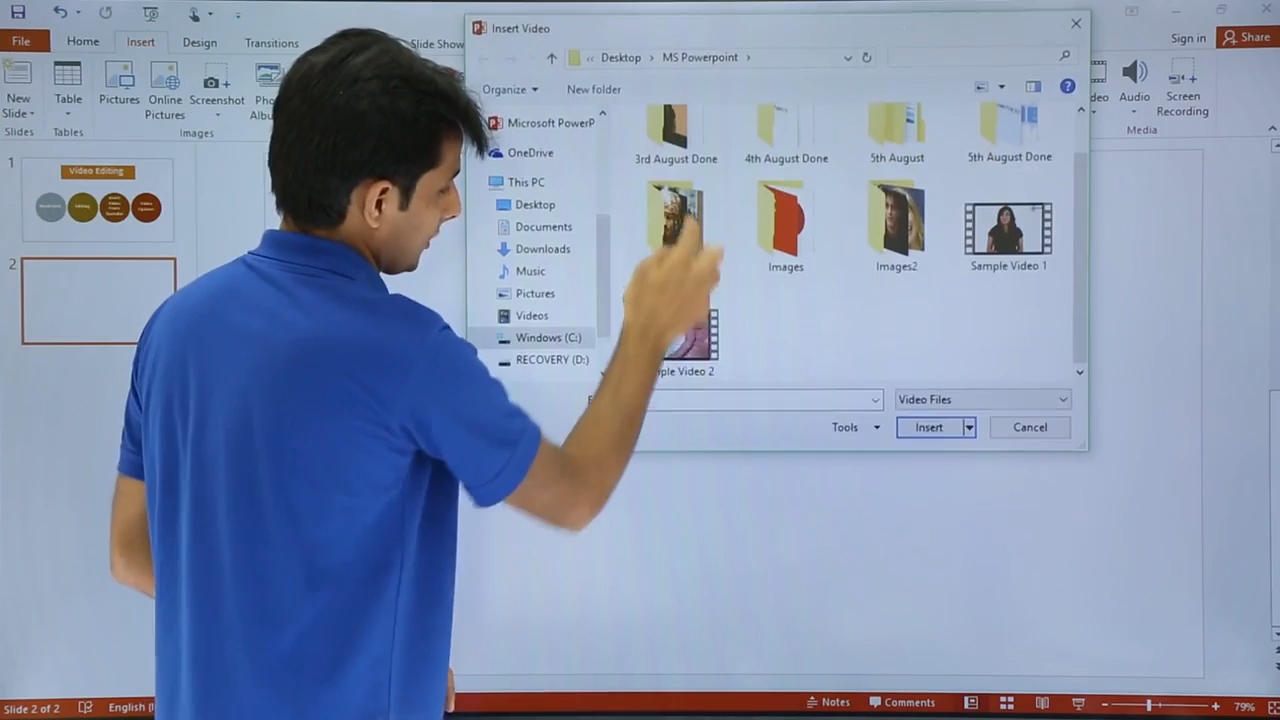 Insert Video
File
Home
Insert
Design
Transitions
Slide Show
Sign in
Share
Desktop
MS Powerpoint
New Slide
Table
Pictures
Online Pictures
Screenshot
Slides
Tables
Images
Organize
New folder
Audio
Screen Recording
Media
Microsoft PowerP
OneDrive
This PC
Desktop
Documents
Downloads
Music
Pictures
Videos
Windows (C:)
RECOVERY (D:)
3rd August Done
4th August Done
5th August
5th August Done
Images
Images2
Sample Video 1
ple Video 2
Video Files
Tools
Insert
Cancel
1
Video Editing
2
Slide 2 of 2
English (I
Notes
Comments
79%